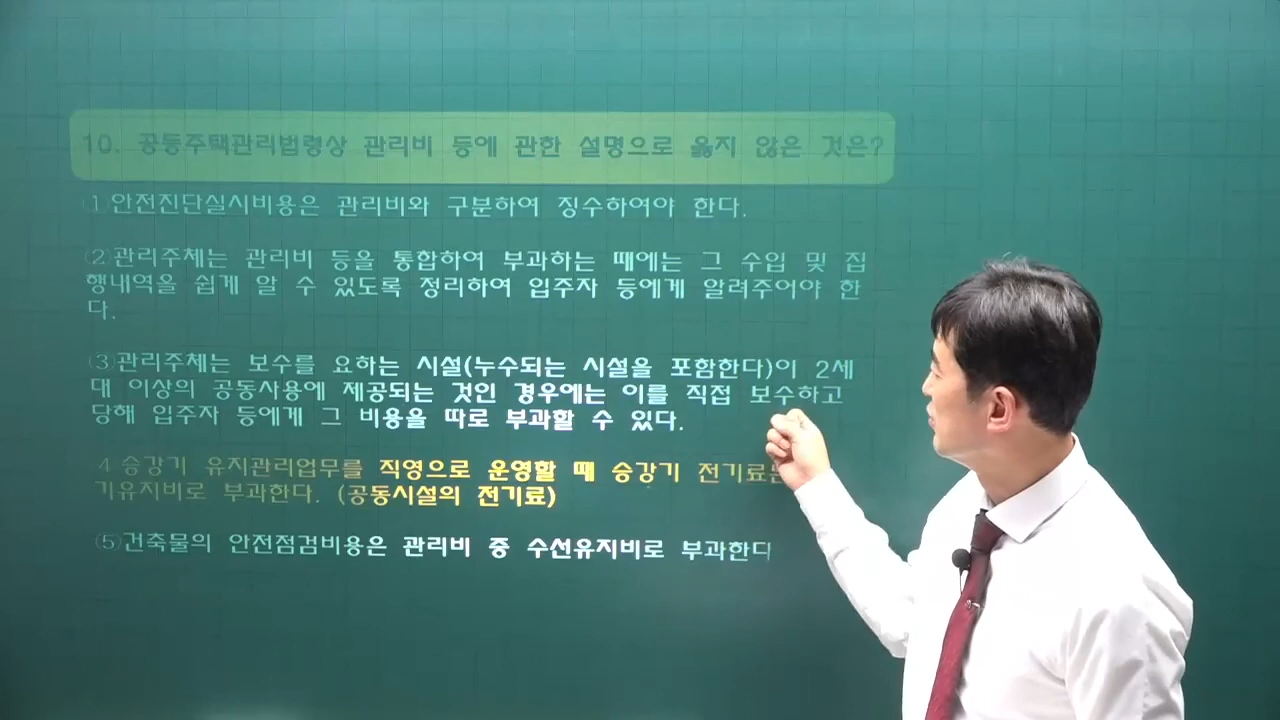 10. 공동주택관리법령상 관리비 등에 관한 설명으로 옳지 않은 것은?
(1)안전진단실시비용은 관리비와 구분하여 징수하여야 한다.
(2)관리주체는 관리비 등을 통합하여 부과하는 때에는 그 수입 및 집
행내역을 쉽게 알 수 있도록 정리하여 입주자 등에게 알려주어야 한
다.
(3)관리주체는 보수를 요하는 시설(누수되는 시설을 포함한다)이 2세
대 이상의 공동사용에 제공되는 것인 경우에는 이를 직접 보수하고
당해 입주자 등에게 그 비용을 따로 부과할 수 있다.
4 승강기 유지관리업무를 직영으로 운영할 때 승강기 전기료는
기유지비로 부과한다. (공동시설의 전기료)
(5)건축물의 안전점검비용은 관리비 중 수선유지비로 부과한다